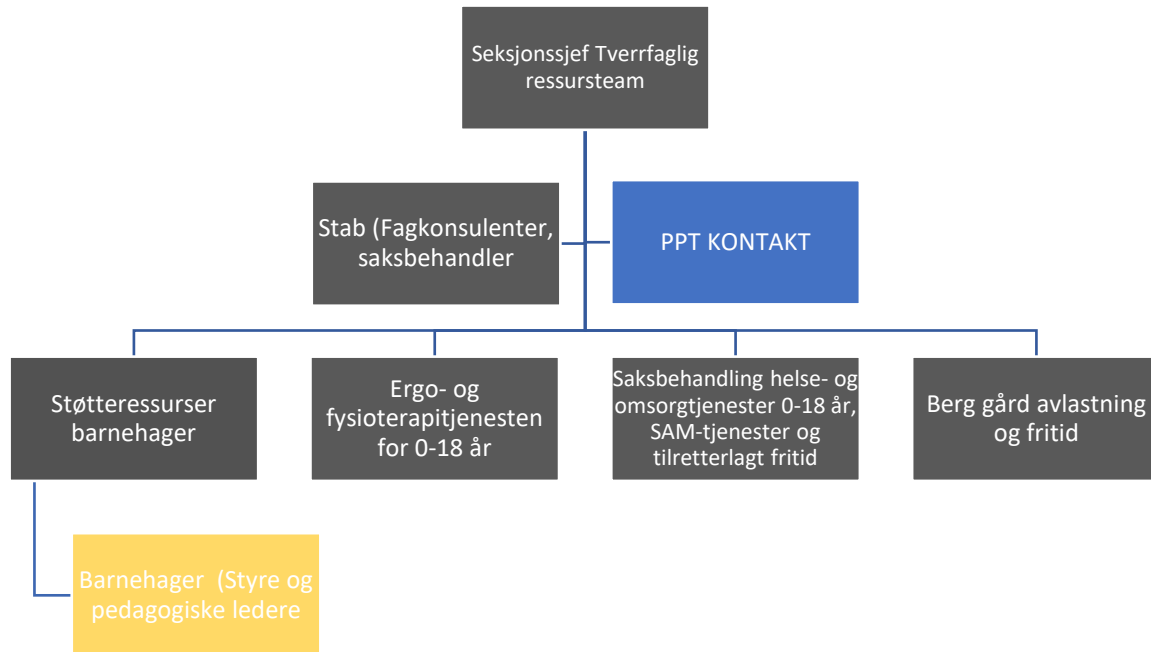 Seksjonssjef Tverrfaglig
ressursteam
Stab (Fagkonsulenter,
saksbehandler
PPT KONTAKT
Støtteressurser
barnehager
Ergo- og
fysioterapitjenesten
for 0-18 år
Saksbehandling helse- og
omsorgtjenester 0-18 år,
SAM-tjenester og
tilretterlagt fritid
Berg gård avlastning
og fritid
Barnehager  (Styre og
pedagogiske ledere